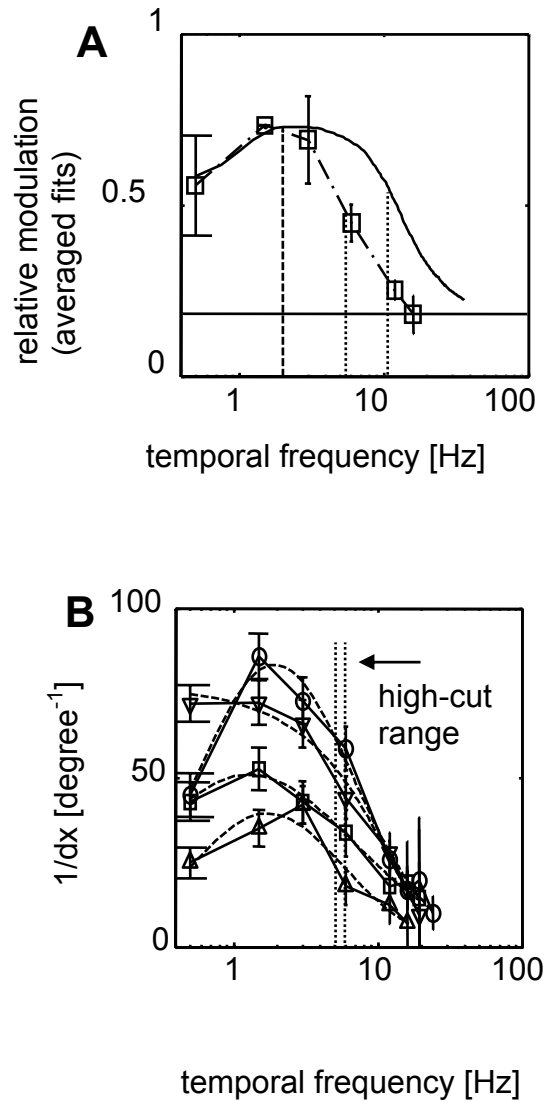 A
relative modulation
(averaged fits)
1
0.5
0
1
10
100
temporal frequency [Hz]
B
1/dx [degree⁻¹]
100
50
0
high-cut
range
1
10
100
temporal frequency [Hz]